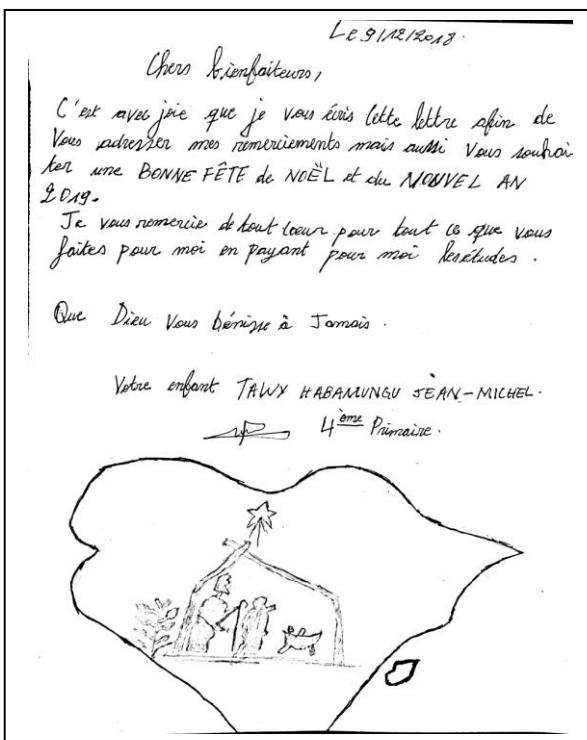 Le 9/12/2018.
Chers bienfaiteurs,
C'est avec joie que je vous écris cette lettre afin de
Vous adresser mes remerciements mais aussi vous souhai
ter une BONNE FÊTE de NOËL et du NOUVEL AN
2019.
Je vous remercie de tout cœur pour tout ce que vous
faites pour moi en payant pour moi les études.
Que Dieu vous bénisse à Jamais.
Votre enfant TAWX HABAMUNGU JEAN-MICHEL.
4ème Primaire.